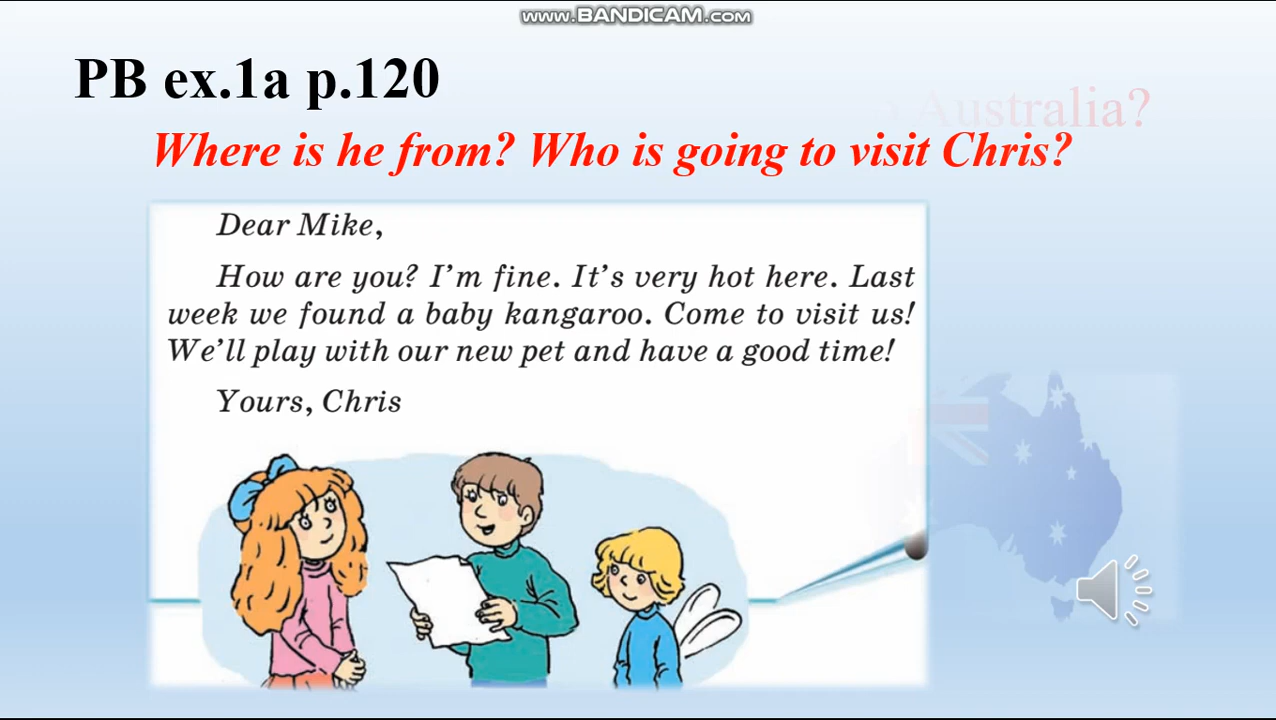 www.BANDICAM.com
PB ex.1a p.120
Australia?
Where is he from? Who is going to visit Chris?
Dear Mike,
How are you? I'm fine. It's very hot here. Last
week we found a baby kangaroo. Come to visit us!
We'll play with our new pet and have a good time!
Yours, Chris